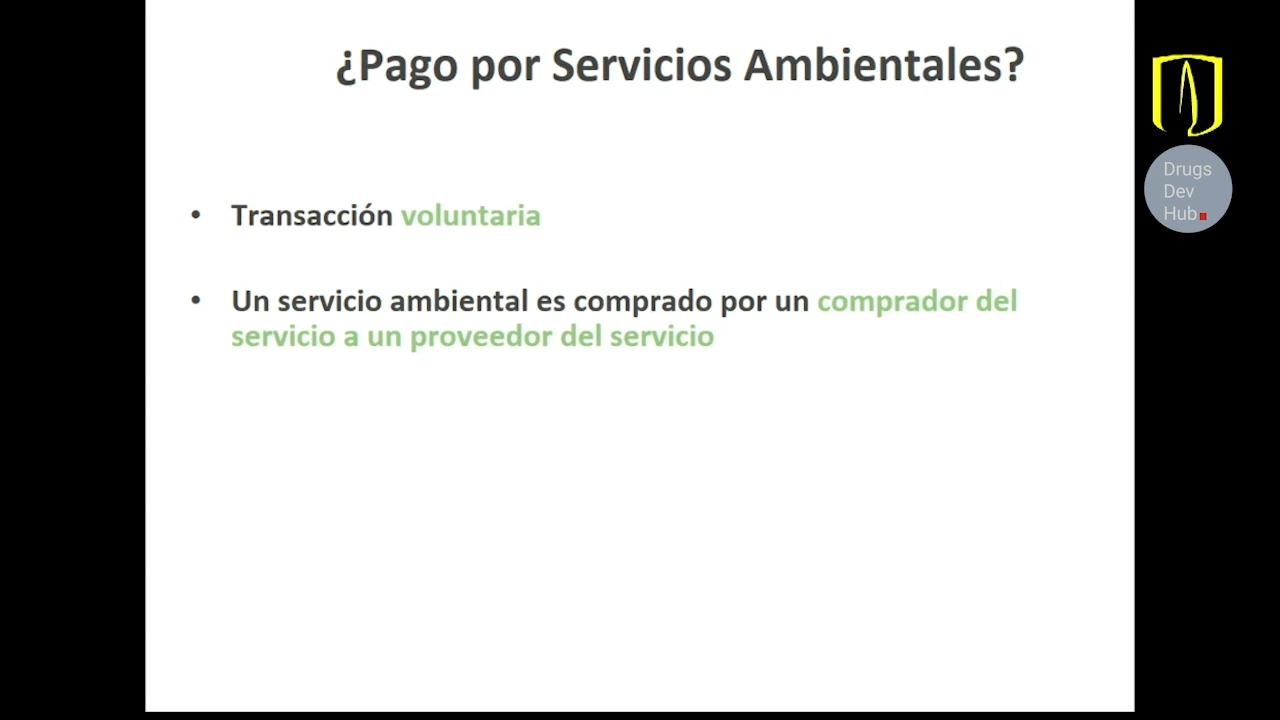 ¿Pago por Servicios Ambientales?
• Transacción voluntaria
• Un servicio ambiental es comprado por un comprador del
servicio a un proveedor del servicio
Drugs
Dev
Hub